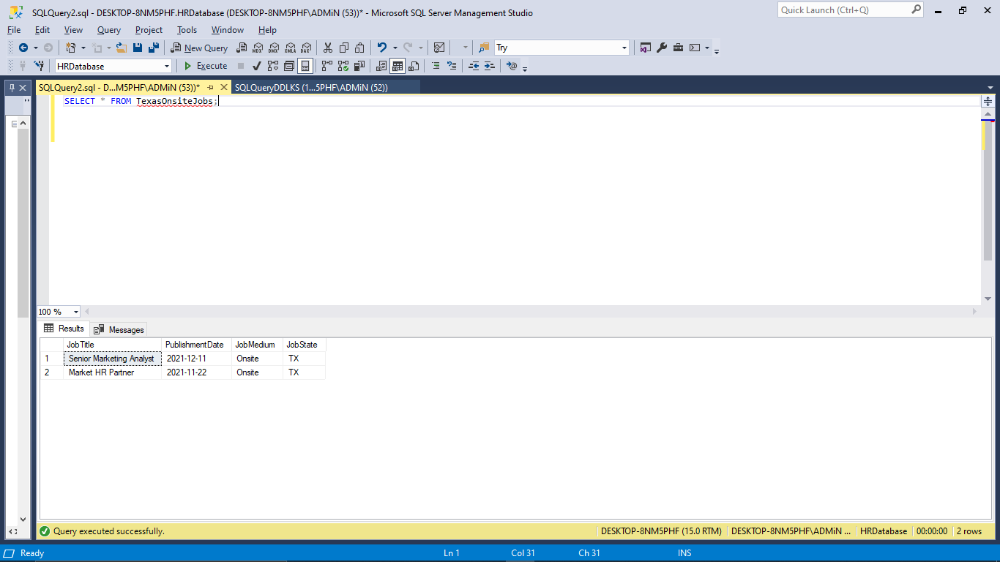 SQLQuery2.sql - DESKTOP-8NM5PHF.HRDatabase (DESKTOP-8NM5PHF\ADMiN (53))* - Microsoft SQL Server Management Studio
Quick Launch (Ctrl+Q)
File Edit View Query Project Tools Window Help
New Query MDX DMX XMLA DAX Try
HRDatabase Execute
SQLQuery2.sql - D...M5PHF\ADMiN (53))* SQLQueryDDLKS (1...5PHF\ADMiN (52))
SELECT * FROM TexasOnsiteJobs;
100 %
Results Messages
JobTitle PublishmentDate JobMedium JobState
1 Senior Marketing Analyst 2021-12-11 Onsite TX
2 Market HR Partner 2021-11-22 Onsite TX
Query executed successfully. DESKTOP-8NM5PHF (15.0 RTM) DESKTOP-8NM5PHF\ADMiN ... HRDatabase 00:00:00 2 rows
Ready Ln 1 Col 31 Ch 31 INS